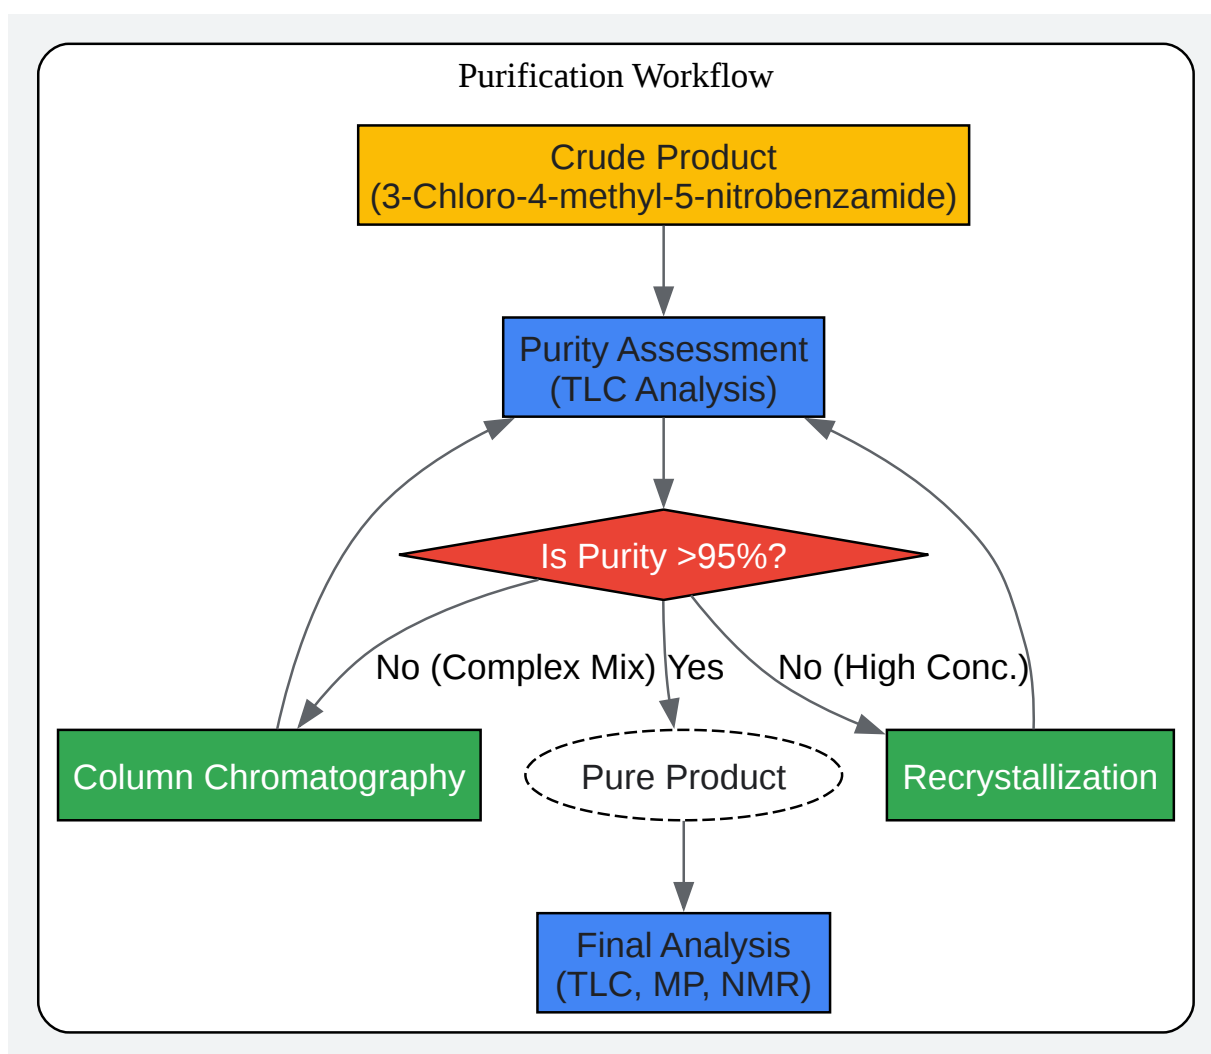 Purification Workflow
Crude Product
(3-Chloro-4-methyl-5-nitrobenzamide)
Purity Assessment
(TLC Analysis)
Is Purity >95%?
No (Complex Mix)
Yes
No (High Conc.)
Column Chromatography
Pure Product
Recrystallization
Final Analysis
(TLC, MP, NMR)